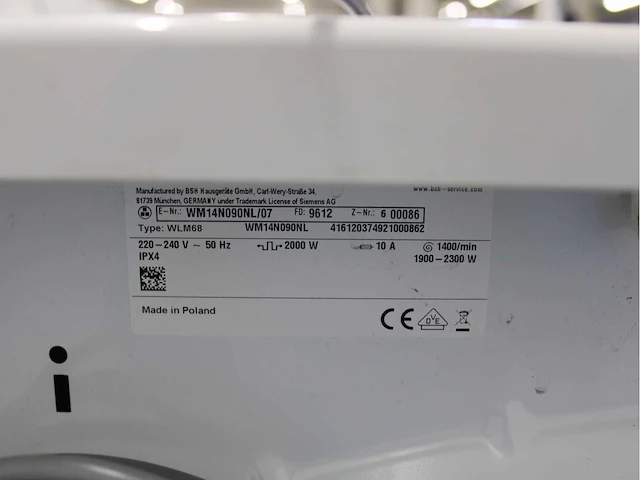 Manufactured by BSH Hausgeräte GmbH, Carl-Wery-Straße 34,
81739 München, GERMANY under Trademark License of Siemens AG
www.bsh-service.com
E-Nr.: WM14N090NL/07 FD: 9612 Z-Nr.: 6 00086
Type: WLM68 WM14N090NL 416120374921000862
220-240 V ~ 50 Hz 2000 W 10 A 1400/min
IPX4 1900-2300 W
Made in Poland CE DVE
i